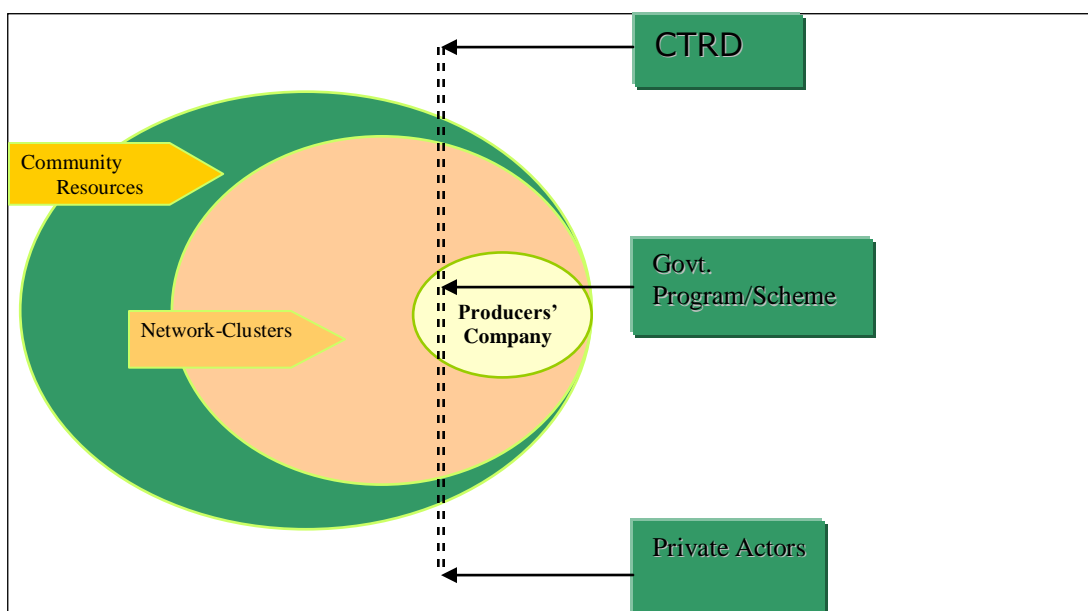 CTRD
Community
Resources
Govt.
Program/Scheme
Producers’
Company
Network-Clusters
Private Actors